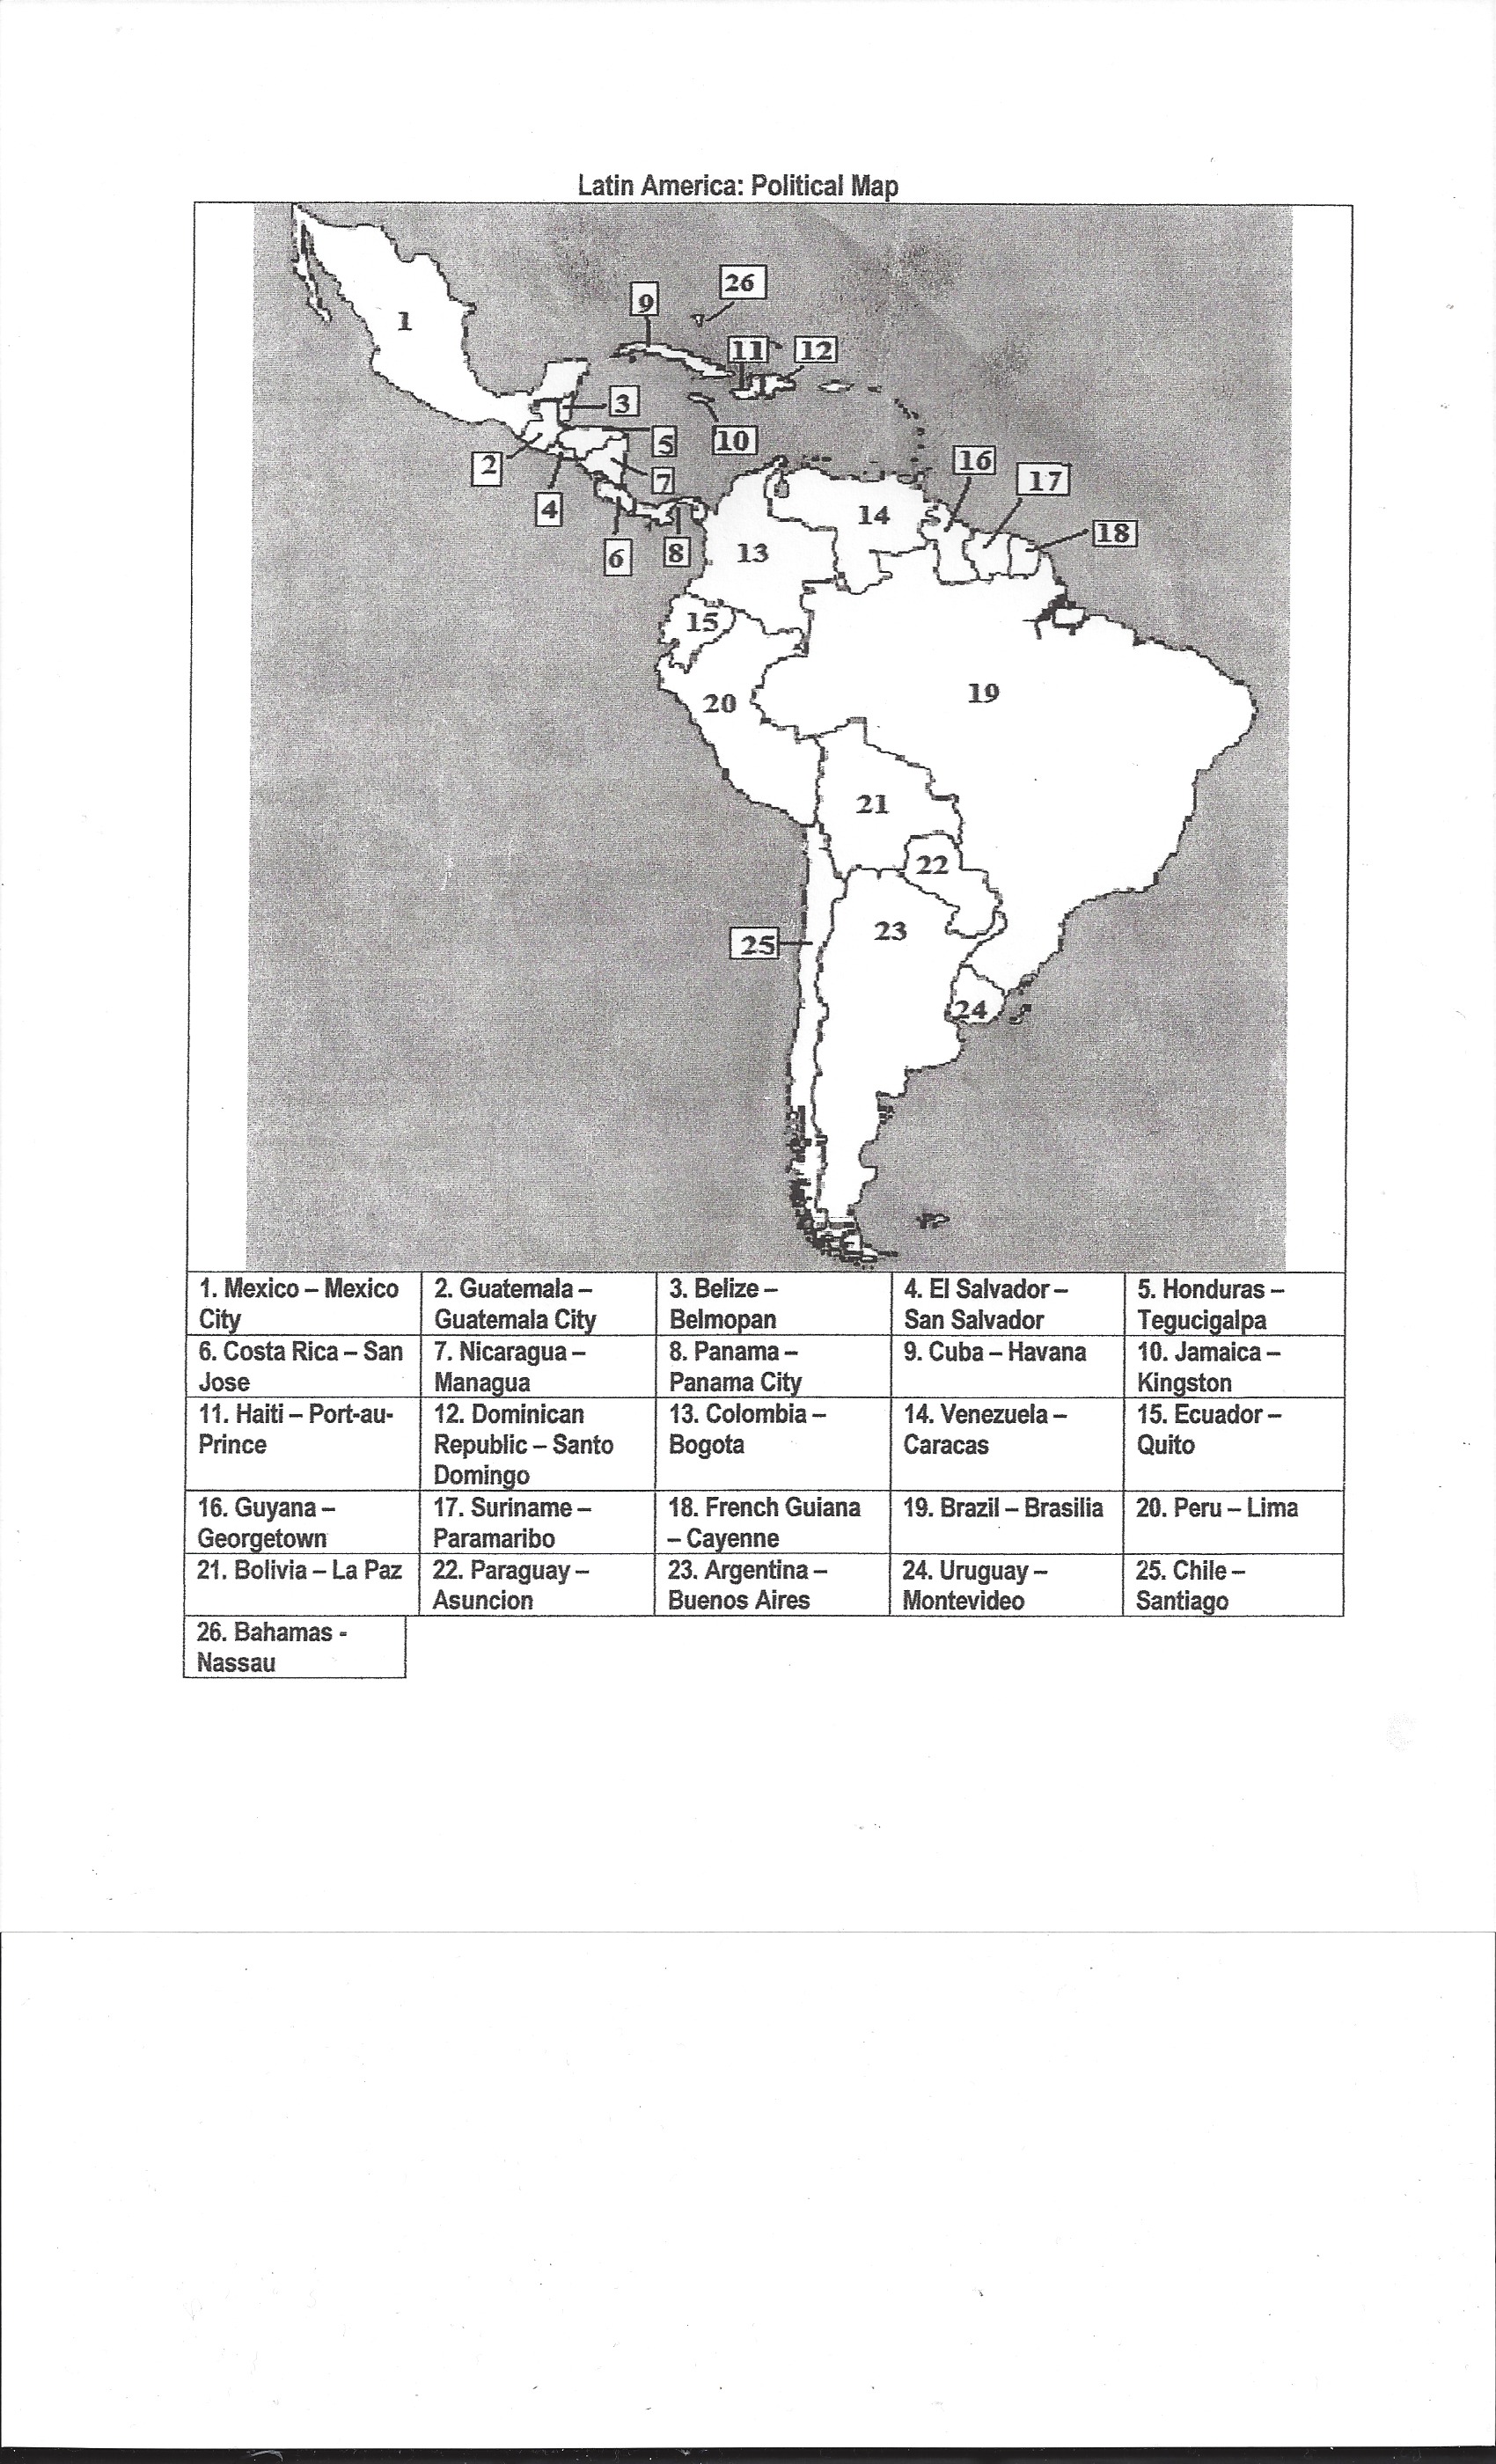 Latin America: Political Map
26
9
1
11
12
3
10
5
2
16
7
17
4
14
18
13
6
8
15
19
20
21
22
23
25
24
1. Mexico – Mexico
City
2. Guatemala –
Guatemala City
3. Belize –
Belmopan
4. El Salvador –
San Salvador
5. Honduras –
Tegucigalpa
6. Costa Rica – San
Jose
7. Nicaragua –
Managua
8. Panama –
Panama City
9. Cuba – Havana
10. Jamaica –
Kingston
11. Haiti – Port-au-
Prince
12. Dominican
Republic – Santo
Domingo
13. Colombia –
Bogota
14. Venezuela –
Caracas
15. Ecuador –
Quito
16. Guyana –
Georgetown
17. Suriname –
Paramaribo
18. French Guiana
– Cayenne
19. Brazil – Brasilia
20. Peru – Lima
21. Bolivia – La Paz
22. Paraguay –
Asuncion
23. Argentina –
Buenos Aires
24. Uruguay –
Montevideo
25. Chile –
Santiago
26. Bahamas -
Nassau